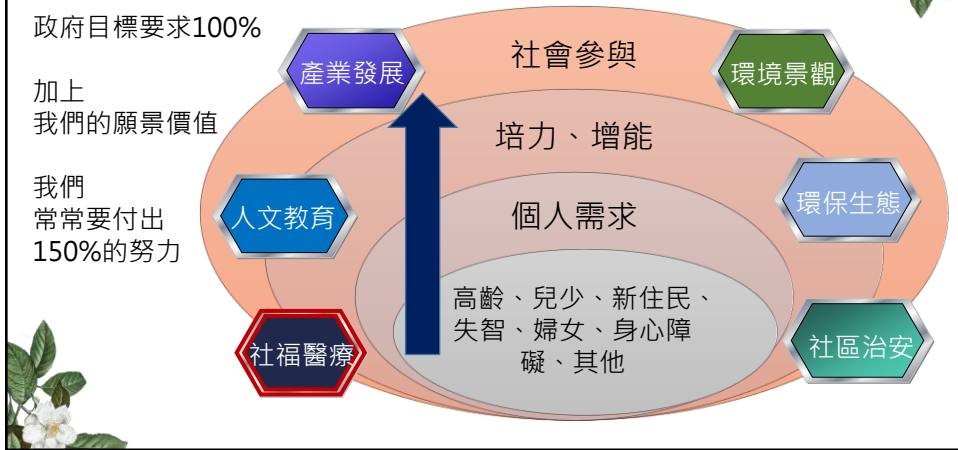 政府目標要求100%
加上
我們的願景價值
我們
常常要付出
150%的努力
社會參與
產業發展
環境景觀
培力、增能
人文教育
環保生態
個人需求
高齡、兒少、新住民、
失智、婦女、身心障
礙、其他
社福醫療
社區治安